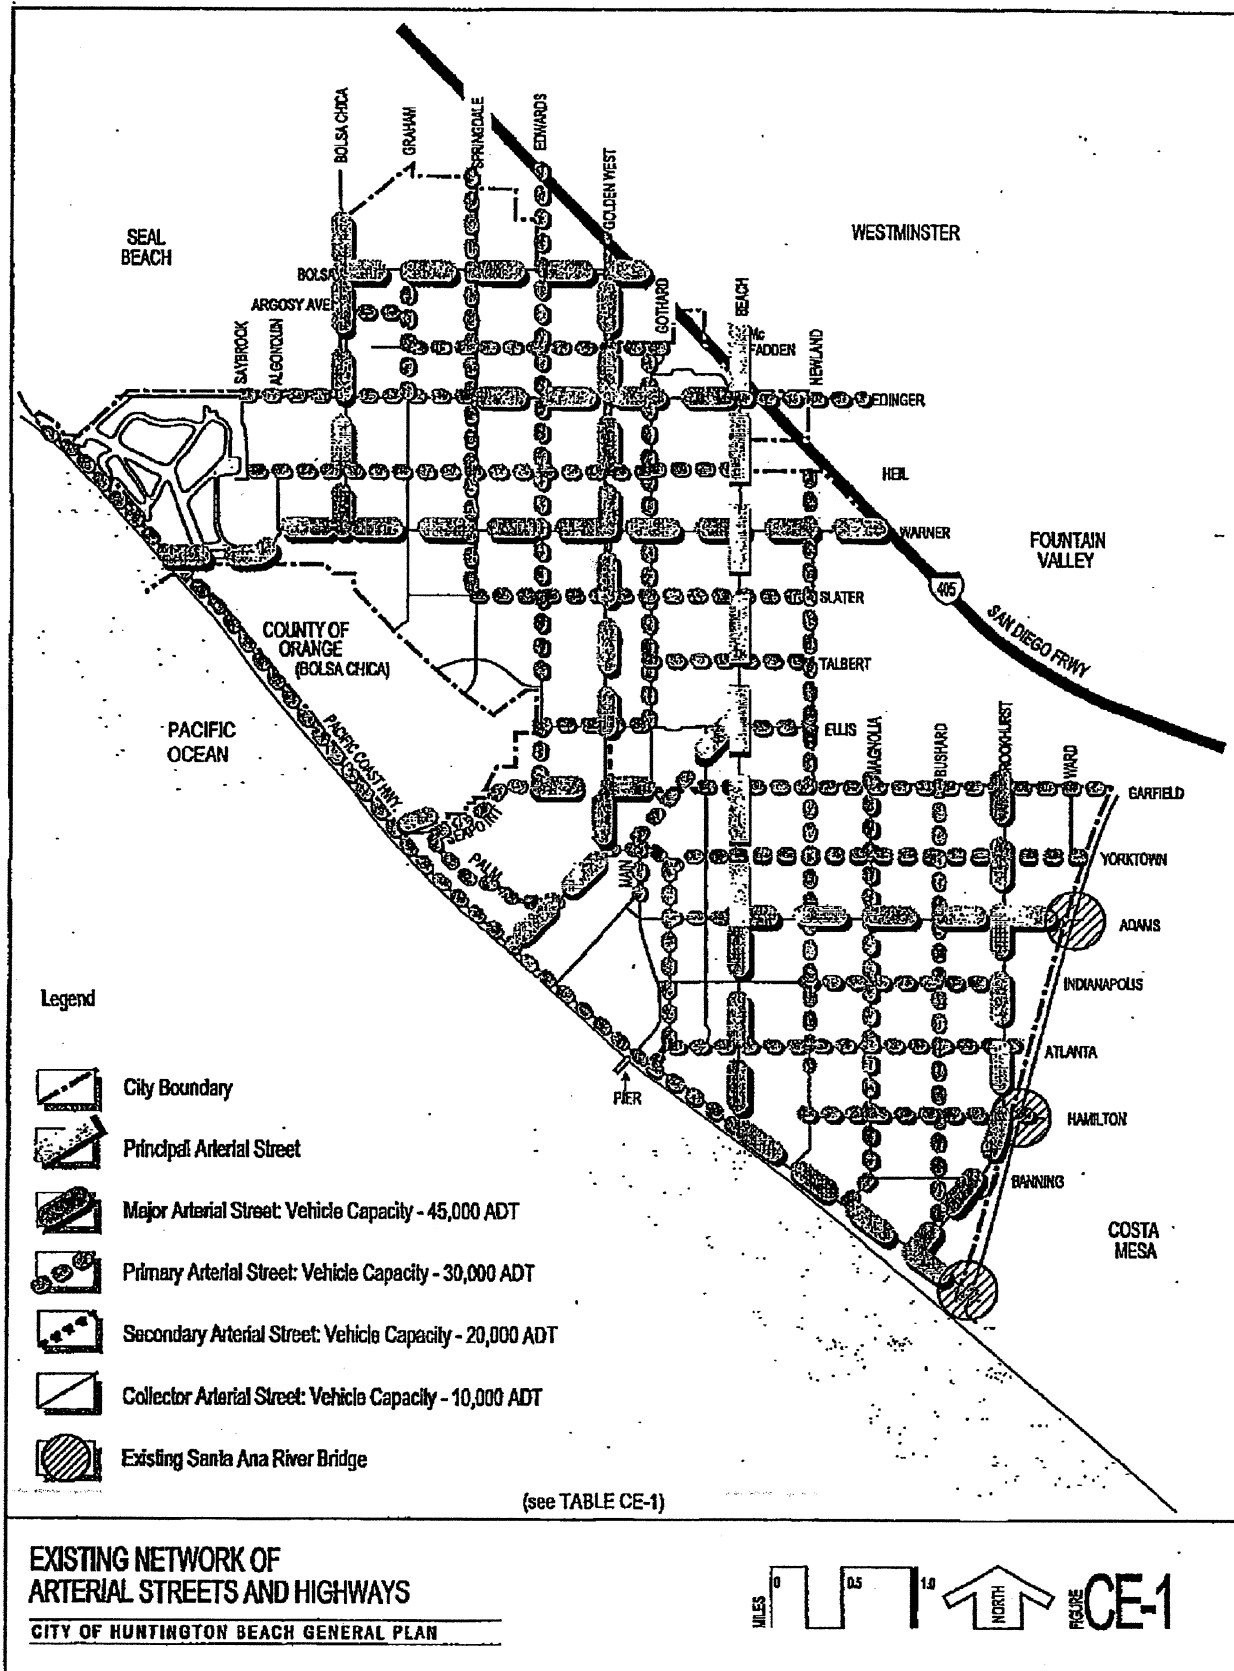 BOLSA CHICA
GRAHAM
SPRINGDALE
EDWARDS
GOLDEN WEST
SEAL
BEACH
WESTMINSTER
BOLSA
ARGOSY AVE
GOTHARD
BEACH
Mc
FADDEN
NEWLAND
SAYBROOK
ALGONQUIN
EDINGER
HEIL
WARNER
FOUNTAIN
VALLEY
405
SAN DIEGO FRWY
SLATER
COUNTY OF
ORANGE
(BOLSA CHICA)
TALBERT
PACIFIC
OCEAN
PACIFIC COAST HWY.
ELLIS
MAGNOLIA
BUSHARD
BROOKHURST
WARD
GARFIELD
SEAPOINT
YORKTOWN
PALM
MAIN
ADAMS
INDIANAPOLIS
ATLANTA
PIER
HAMILTON
BANNING
COSTA
MESA
Legend
City Boundary
Principal Arterial Street
Major Arterial Street: Vehicle Capacity - 45,000 ADT
Primary Arterial Street: Vehicle Capacity - 30,000 ADT
Secondary Arterial Street: Vehicle Capacity - 20,000 ADT
Collector Arterial Street: Vehicle Capacity - 10,000 ADT
Existing Santa Ana River Bridge
(see TABLE CE-1)
EXISTING NETWORK OF
ARTERIAL STREETS AND HIGHWAYS
CITY OF HUNTINGTON BEACH GENERAL PLAN
MILES
0 0.5 1.0
NORTH
FIGURE
CE-1